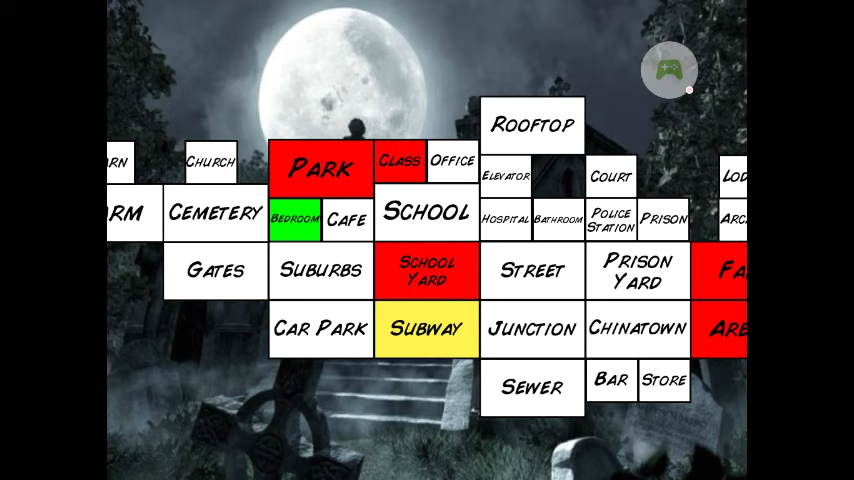 Rooftop
Church
Park
Class
Office
Elevator
Court
Cemetery
Bedroom
Cafe
School
Hospital
Bathroom
Police
Station
Prison
Gates
Suburbs
School
Yard
Street
Prison
Yard
Car Park
Subway
Junction
Chinatown
Sewer
Bar
Store